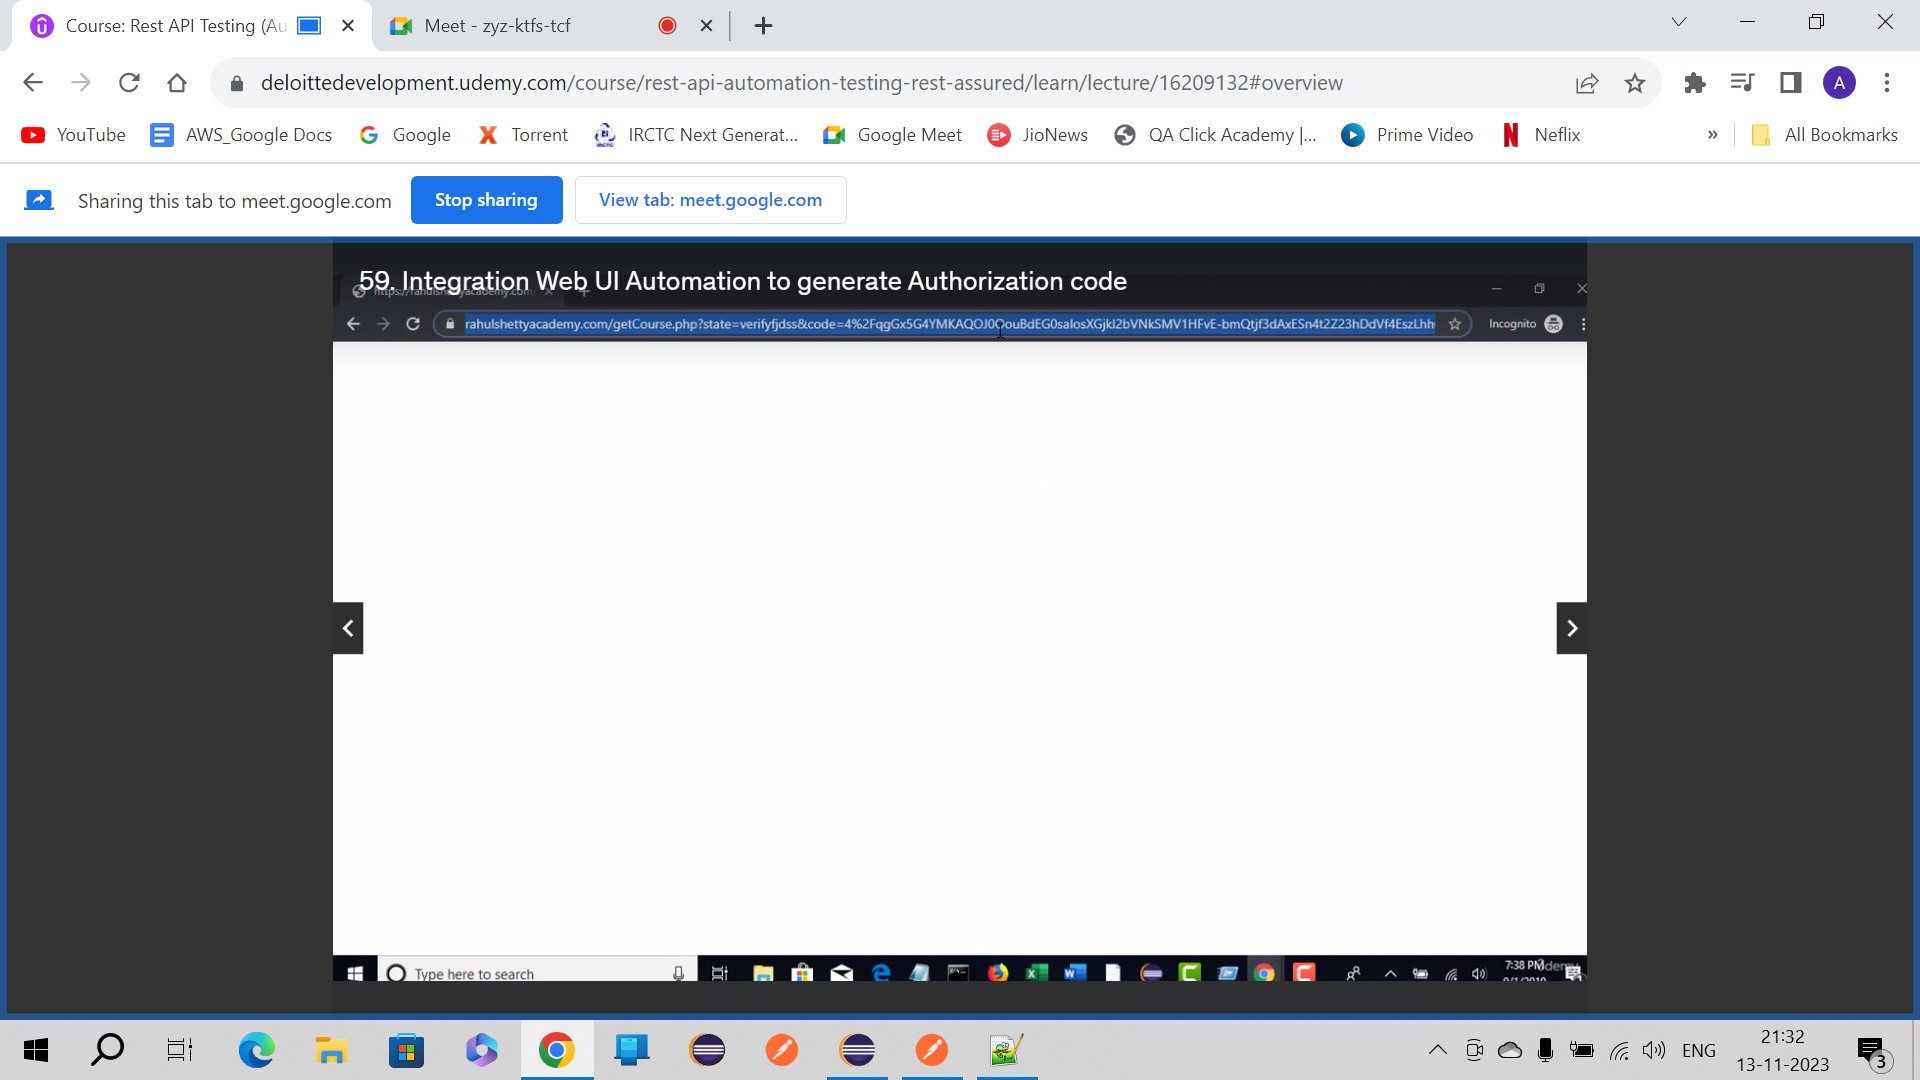 Course: Rest API Testing (Au
Meet - zyz-ktfs-tcf
deloittedevelopment.udemy.com/course/rest-api-automation-testing-rest-assured/learn/lecture/16209132#overview
A
YouTube AWS_Google Docs Google Torrent IRCTC Next Generat... Google Meet JioNews QA Click Academy |... Prime Video Neflix » All Bookmarks
Sharing this tab to meet.google.com Stop sharing View tab: meet.google.com
59. Integration Web UI Automation to generate Authorization code
https://rahulshettyacademy.com
rahulshettyacademy.com/getCourse.php?state=verifyfjdss&code=4%2FqgGx5G4YMKAQOJ0QouBdEG0salosXGjkl2bVNkSMV1HFvE-bmQtjf3dAxESn4t2Z23hDdVf4EszLhh Incognito
Type here to search
7:38 PM
ENG
21:32
13-11-2023
3